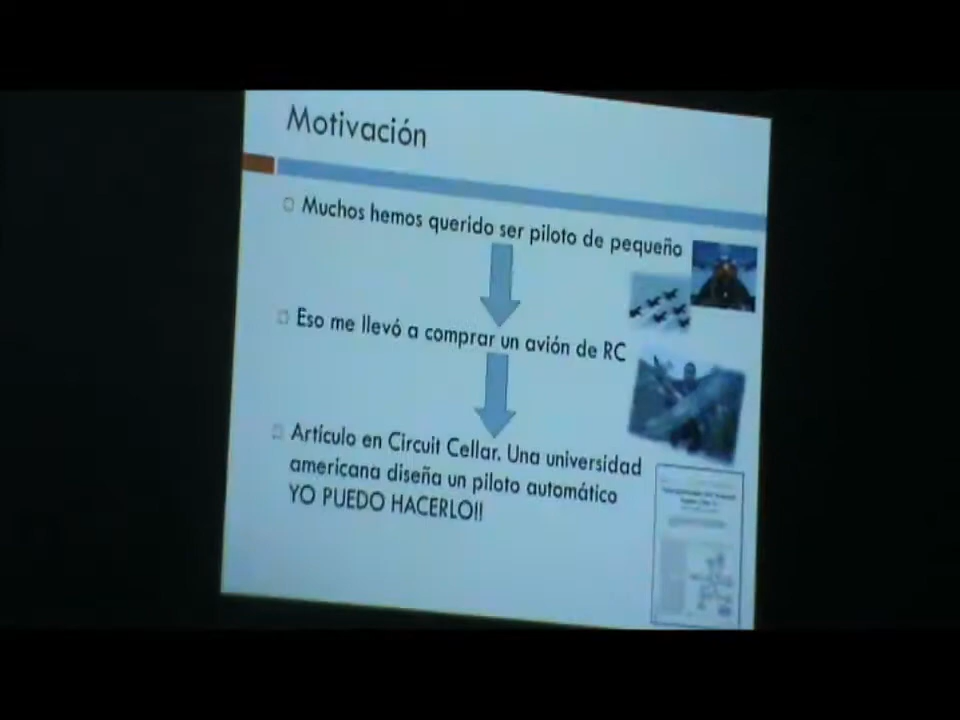 Motivación
Muchos hemos querido ser piloto de pequeño
Eso me llevó a comprar un avión de RC
Artículo en Circuit Cellar. Una universidad
americana diseña un piloto automático
YO PUEDO HACERLO!!